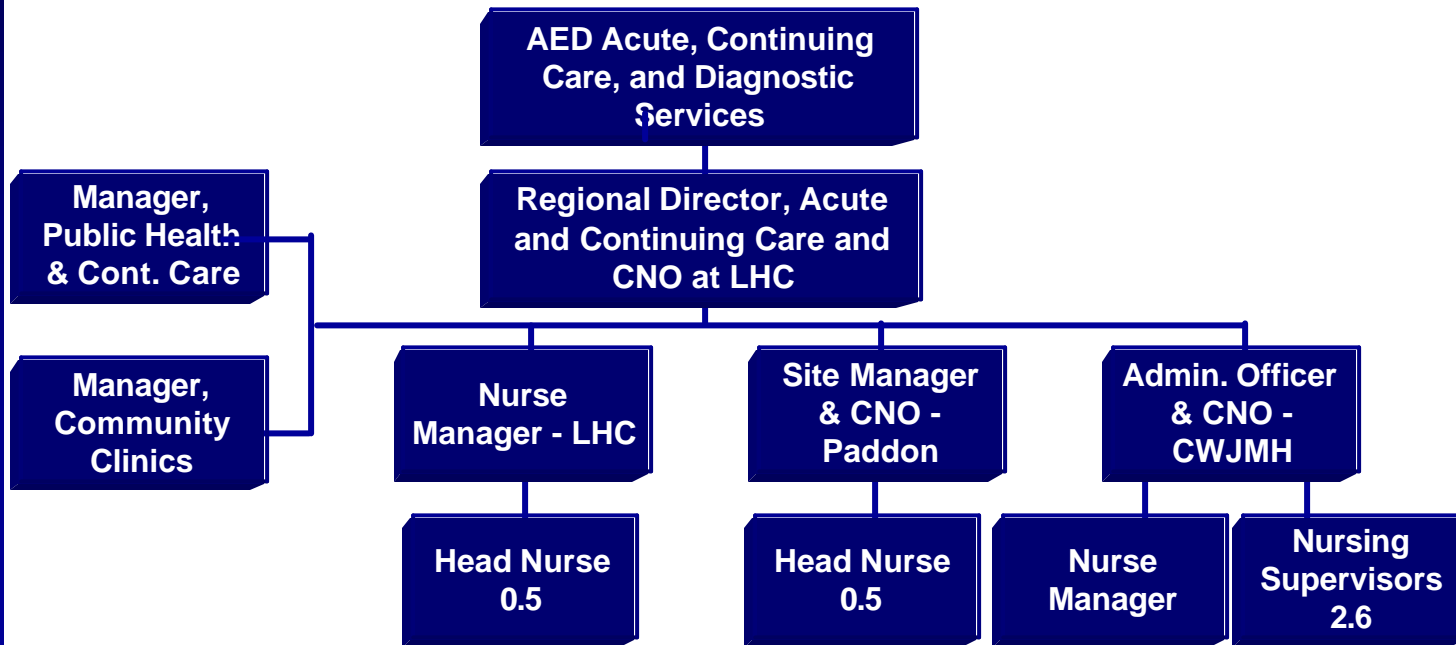 AED Acute, Continuing
Care, and Diagnostic
Services
Regional Director, Acute
and Continuing Care and
CNO at LHC
Manager,
Public Health
& Cont. Care
Manager,
Community
Clinics
Nurse
Manager - LHC
Site Manager
& CNO -
Paddon
Admin. Officer
& CNO -
CWJMH
Head Nurse
0.5
Head Nurse
0.5
Nurse
Manager
Nursing
Supervisors
2.6